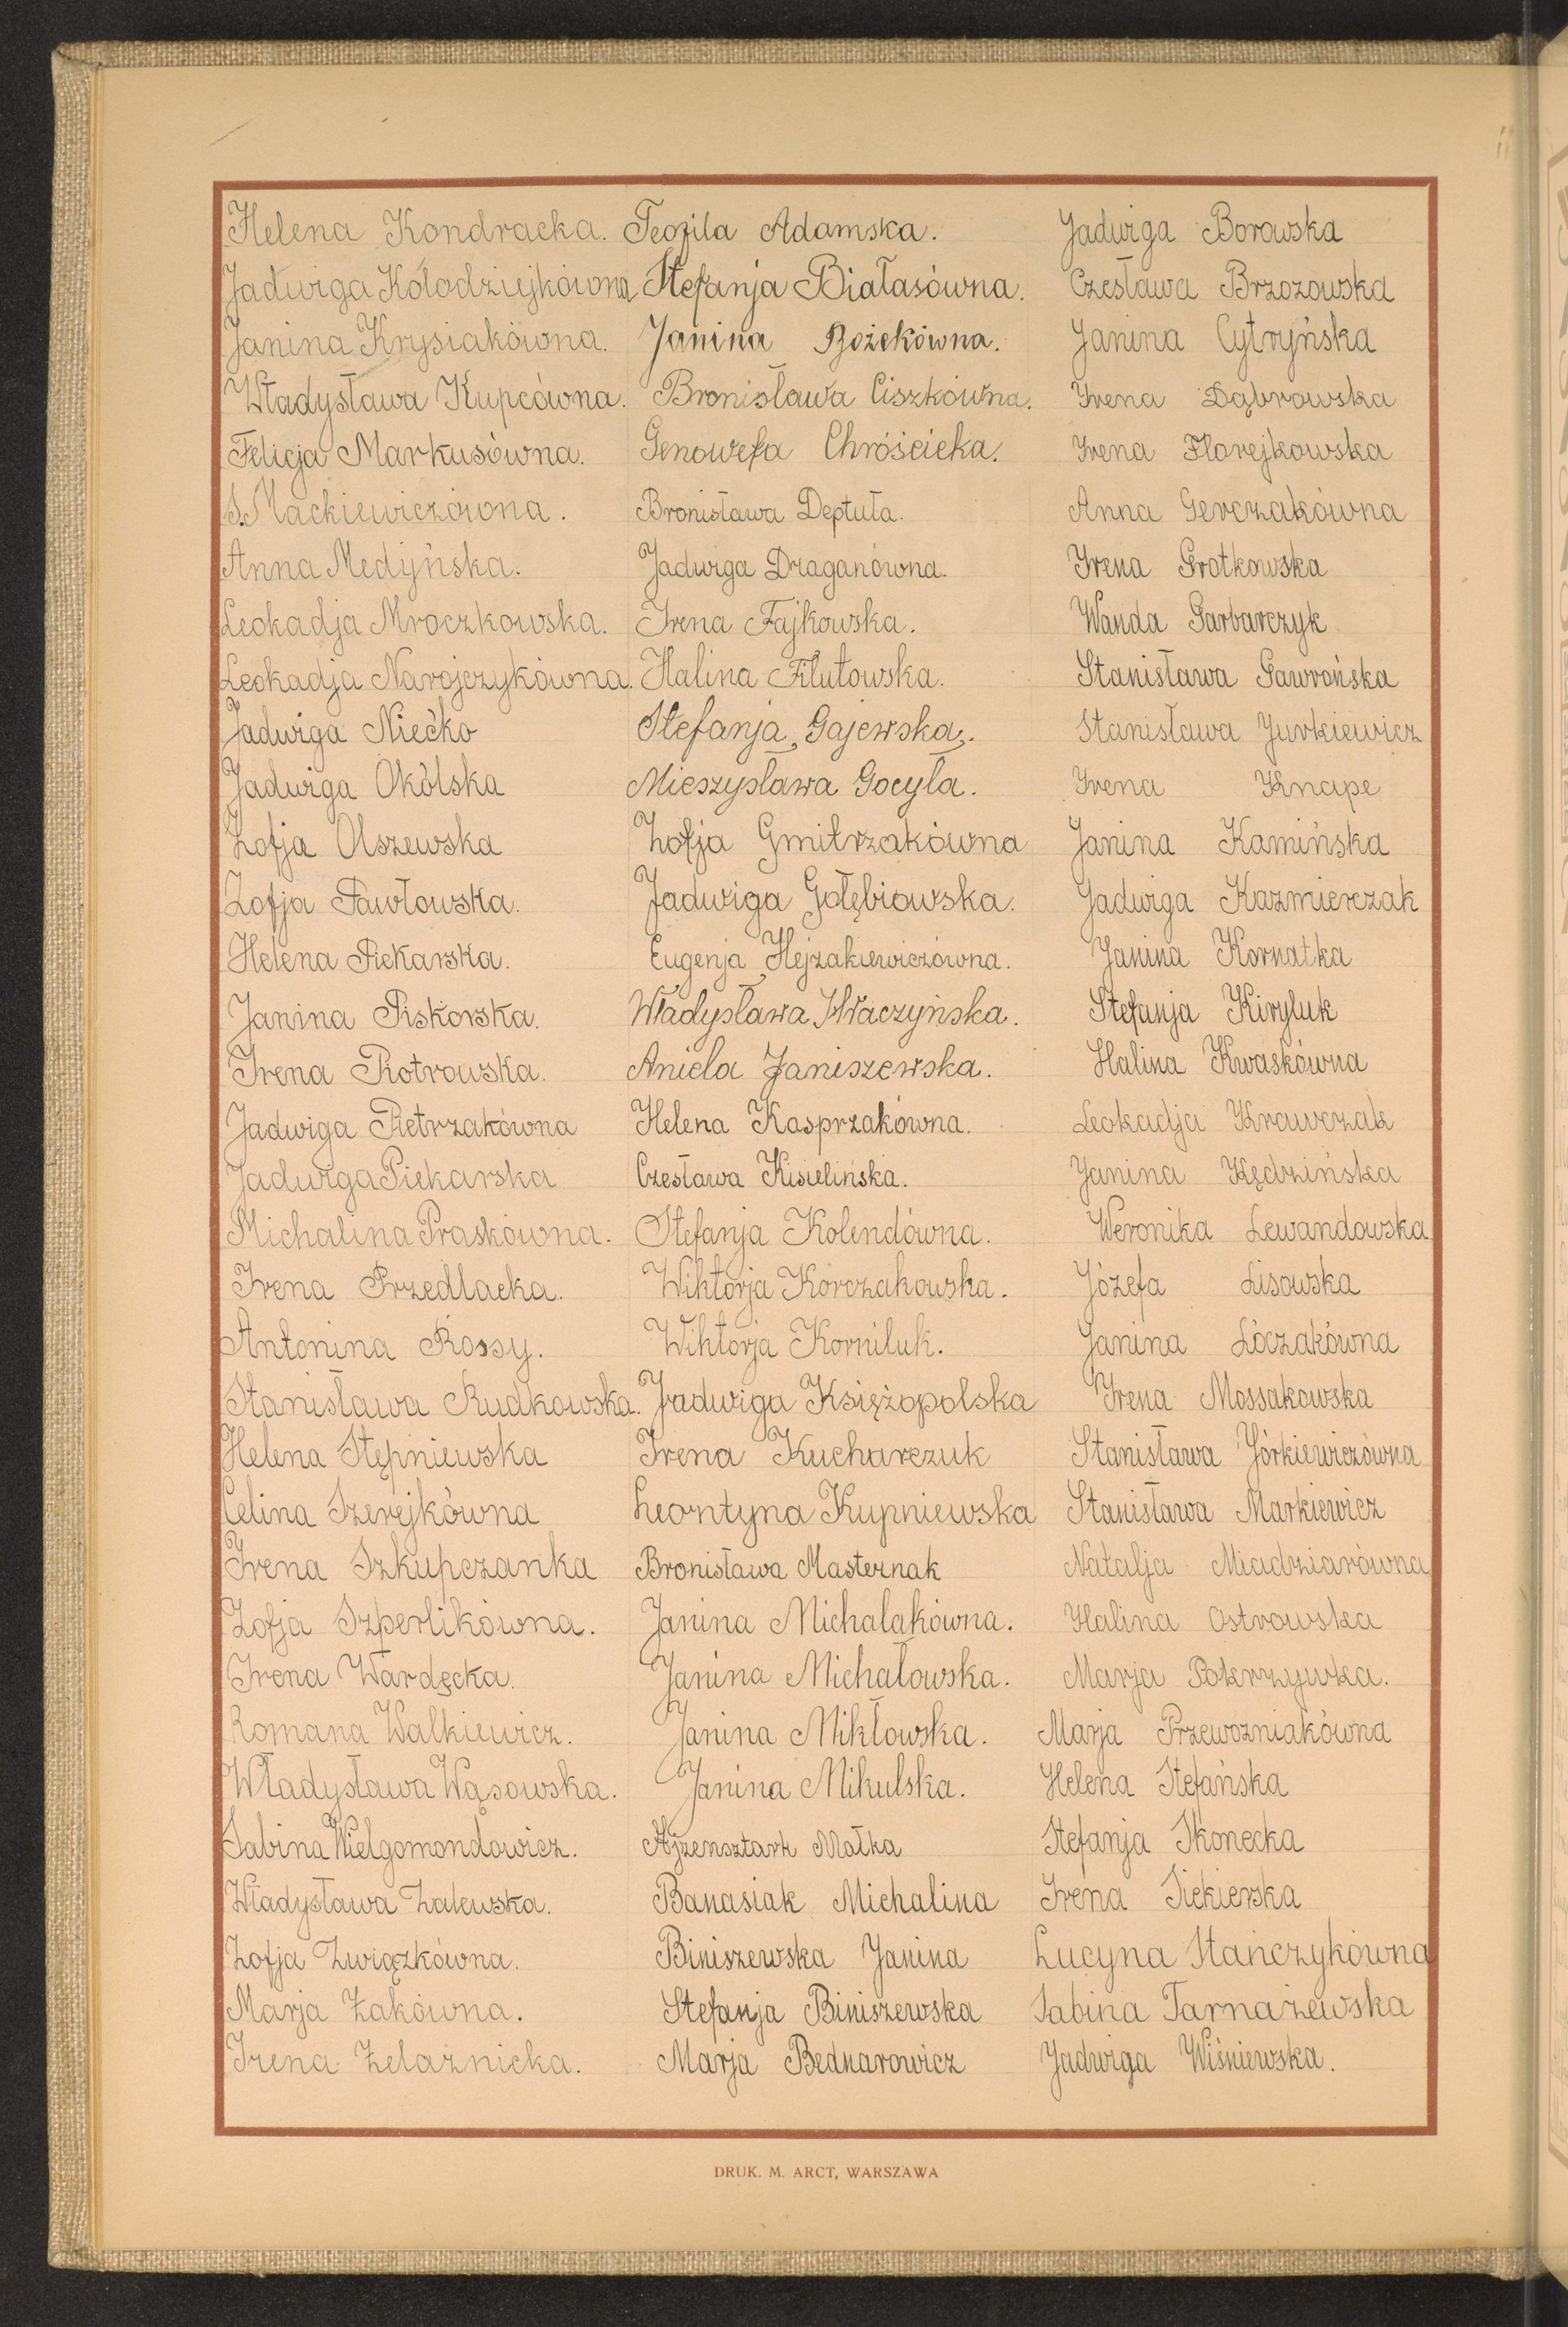 Helena Kondracka.
Jadwiga Kołodziejkówna
Janina Krysiakówna.
Władysława Kupcówna.
Felicja Markusówna.
S. Mackiewiczówna.
Anna Medyńska.
Leokadja Mroczkowska.
Leokadja Narojczykówna.
Jadwiga Niećko
Jadwiga Okólska
Zofja Olszewska
Zofja Pawłowska.
Helena Piekarska.
Janina Piskorska.
Irena Piotrowska.
Jadwiga Pietrzakówna
Jadwiga Piekarska
Michalina Praskówna.
Irena Przedlacka.
Antonina Rossy.
Stanisława Rudkowska.
Helena Stępniewska
Celina Szerejkówna
Irena Szkupczanka
Zofja Szperlikówna.
Irena Wardęcka.
Romana Walkiewicz.
Władysława Wąsowska.
Sabina Wielgomondowicz.
Władysława Zalewska.
Zofja Związkówna.
Marja Żakówna.
Irena Żelaźnicka.
Teofila Adamska.
Stefanja Białasówna.
Janina Bożekówna.
Bronisława Ciszkówna.
Genowefa Chróścicka.
Bronisława Deptuła.
Jadwiga Draganówna.
Irena Fajkowska.
Halina Filutowska.
Stefanja Gajewska.
Mieszysława Gocyła.
Zofja Gmitrzakówna
Jadwiga Gołębiowska.
Eugenja Hejzakiewiczówna.
Władysława Iwaczyńska.
Aniela Janiszewska.
Helena Kasprzakówna.
Czesława Kisielińska.
Stefanja Kolendówna.
Wiktorja Korczakowska.
Wiktorja Korniluk.
Jadwiga Księżopolska
Irena Kucharczuk
Leontyna Kupniewska
Bronisława Masternak
Janina Michalakówna.
Janina Michałowska.
Janina Mikłowska.
Janina Mikulska.
Ajzensztark Małka
Banasiak Michalina
Biniszewska Janina
Stefanja Biniszewska
Marja Bednarowicz
Jadwiga Borowska
Czesława Brzozowska
Janina Cytryńska
Irena Dąbrowska
Irena Florejkowska
Anna Gerczakówna
Irena Grotkowska
Wanda Garbarczyk
Stanisława Gawrońska
Stanisława Jurkiewicz
Irena Knape
Janina Kamińska
Jadwiga Kazmierczak
Janina Kornatka
Stefanja Kiryluk
Halina Kwaskówna
Leokadja Krawczak
Janina Kędzińska
Weronika Lewandowska
Józefa Lisowska
Janina Lóczakówna
Irena Mossakowska
Stanisława Jórkiewiczówna
Stanisława Markiewicz
Natalja Miadziarówna
Halina Ostrowska
Marja Pokrzywka.
Marja Przewozniakówna
Helena Stefańska
Stefanja Skonecka
Irena Siekierska
Lucyna Stańczykówna
Sabina Tarnażewska
Jadwiga Wiśniewska.
DRUK. M. ARCT, WARSZAWA